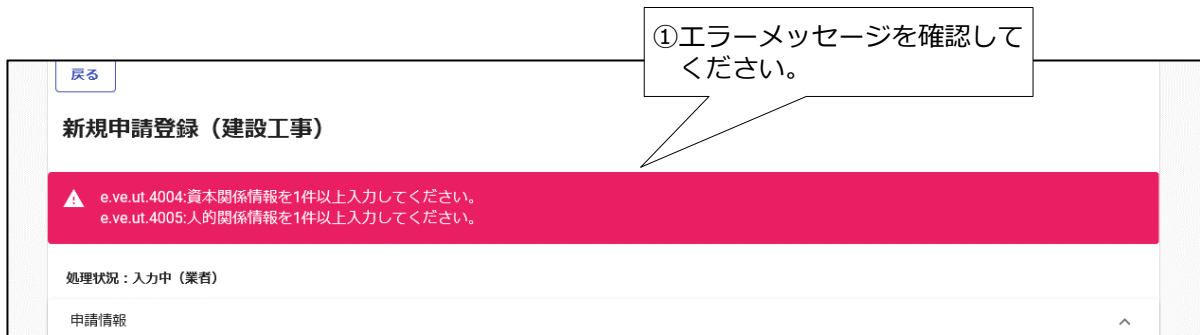 ①エラーメッセージを確認して
ください。
戻る
新規申請登録（建設工事）
e.ve.ut.4004:資本関係情報を1件以上入力してください。
e.ve.ut.4005:人的関係情報を1件以上入力してください。
処理状況：入力中（業者）
申請情報